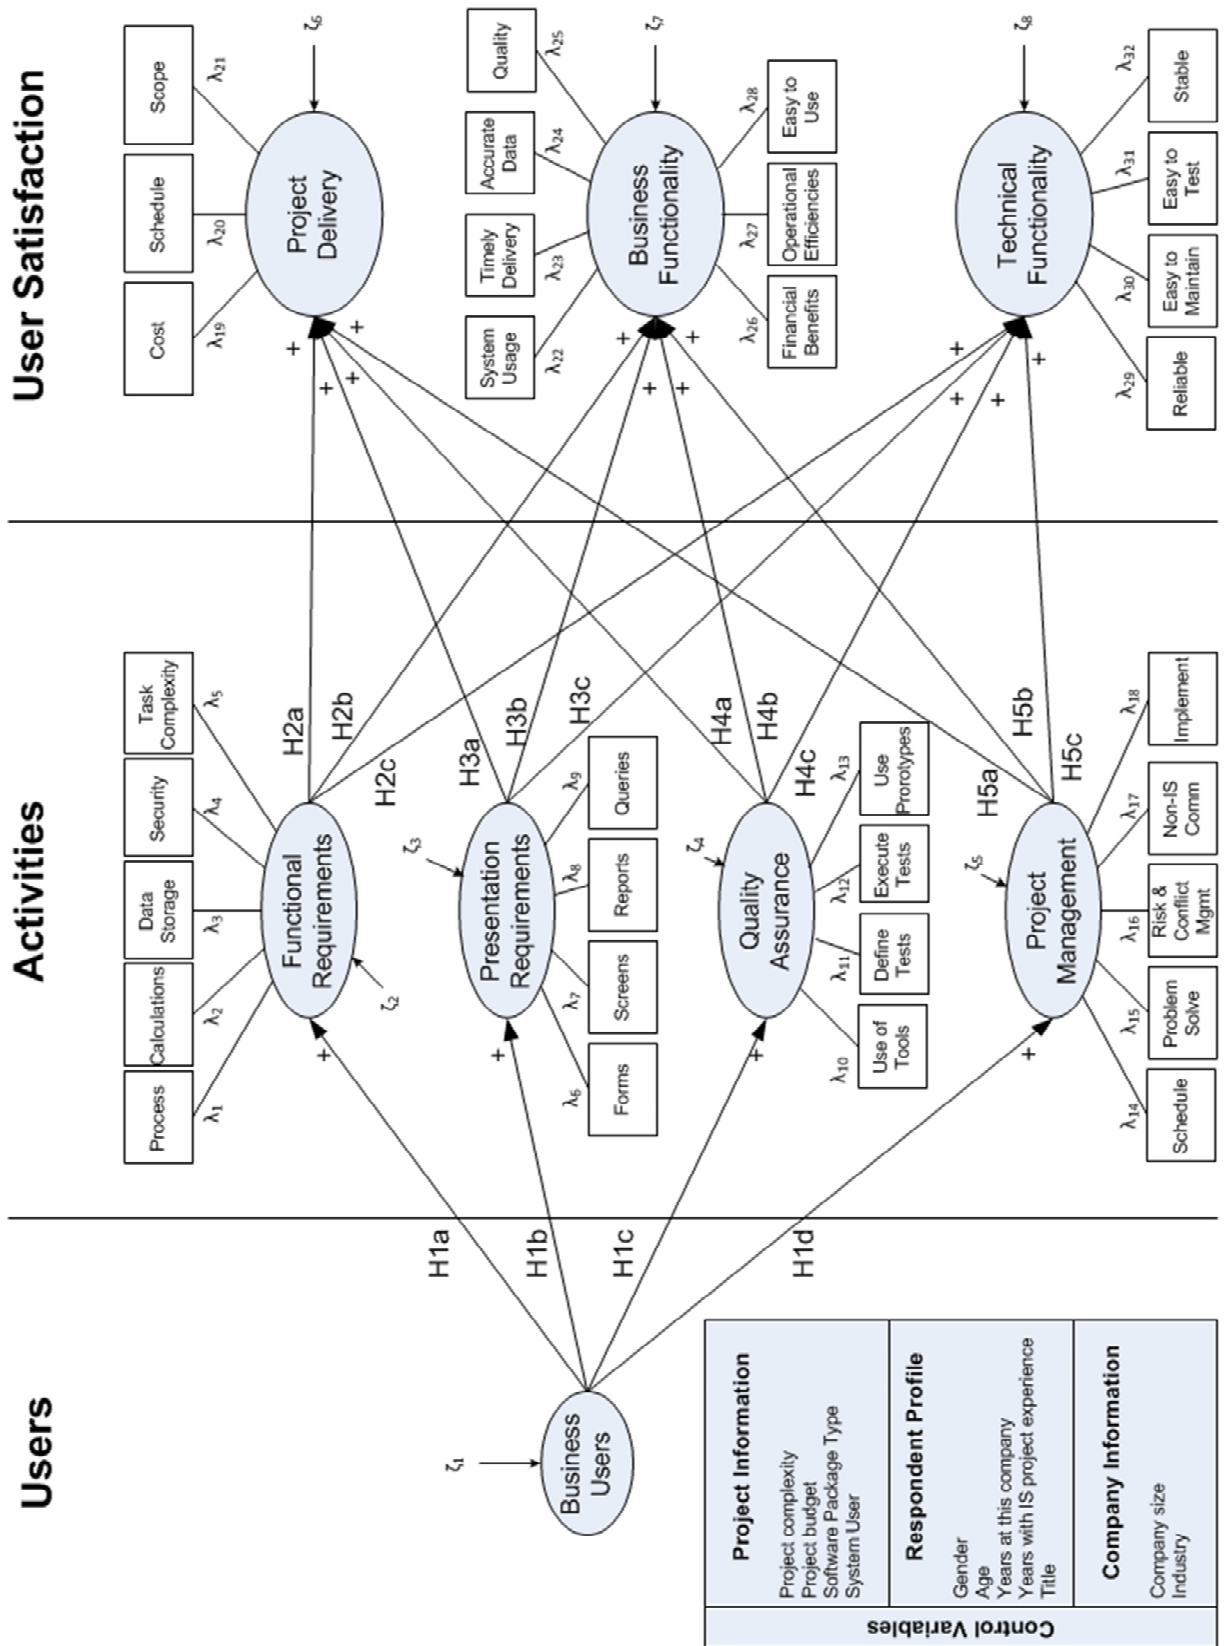 Users
Activities
User Satisfaction
ζ1
Business
Users
H1a
H1b
H1c
H1d
+
+
+
+
Process
Calculations
Data
Storage
Security
Task
Complexity
λ1
λ2
λ3
λ4
λ5
Functional
Requirements
ζ2
H2a
H2b
H2c
ζ3
Presentation
Requirements
H3a
H3b
H3c
λ6
λ7
λ8
λ9
Forms
Screens
Reports
Queries
ζ4
Quality
Assurance
H4a
H4b
H4c
λ10
λ11
λ12
λ13
Use of
Tools
Define
Tests
Execute
Tests
Use
Prorotypes
ζ5
Project
Management
H5a
H5b
H5c
λ14
λ15
λ16
λ17
λ18
Schedule
Problem
Solve
Risk &
Conflict
Mgmt
Non-IS
Comm
Implement
Cost
Schedule
Scope
λ19
λ20
λ21
Project
Delivery
ζ6
+
+
+
+
System
Usage
Timely
Delivery
Accurate
Data
Quality
λ22
λ23
λ24
λ25
Business
Functionality
ζ7
+
+
+
+
λ26
λ27
λ28
Financial
Benefits
Operational
Efficiencies
Easy to
Use
Technical
Functionality
ζ8
+
+
+
+
λ29
λ30
λ31
λ32
Reliable
Easy to
Maintain
Easy to
Test
Stable
Control Variables
Project Information
Project complexity
Project budget
Software Package Type
System User
Respondent Profile
Gender
Age
Years at this company
Years with IS project experience
Title
Company Information
Company size
Industry